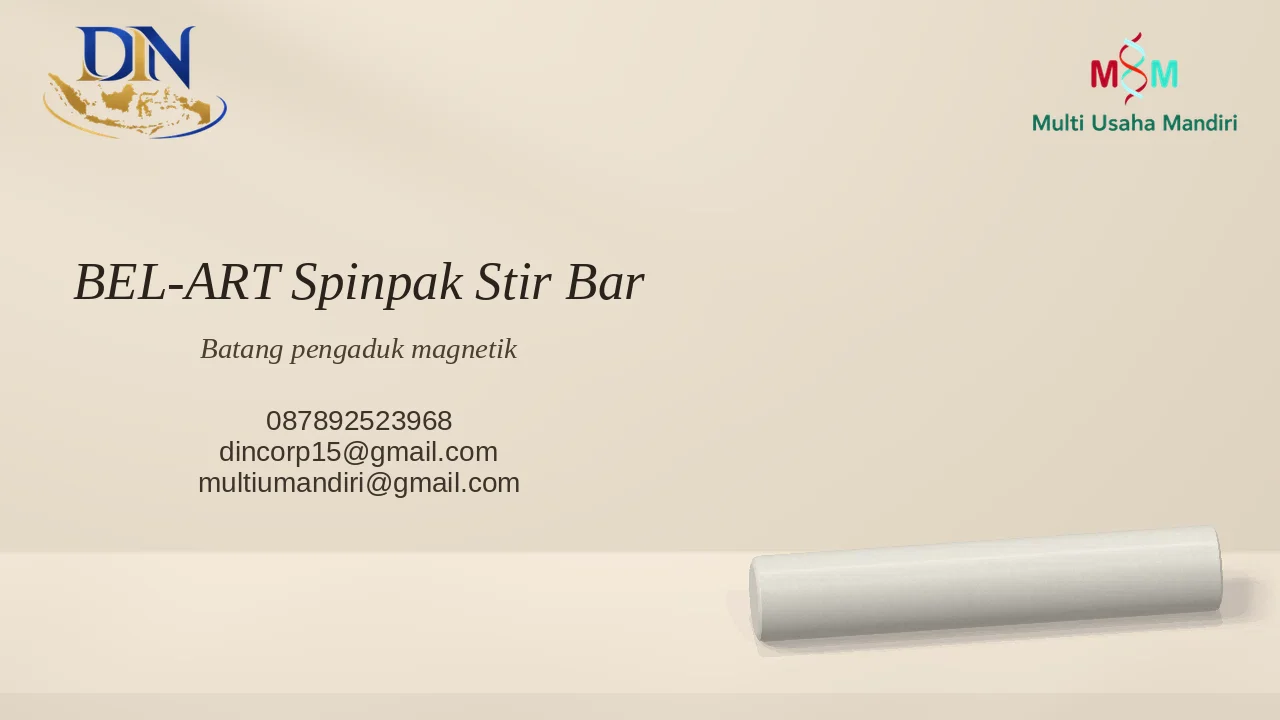 DIN
MSM
Multi Usaha Mandiri
BEL-ART Spinpak Stir Bar
Batang pengaduk magnetik
087892523968
dincorp15@gmail.com
multiumandiri@gmail.com